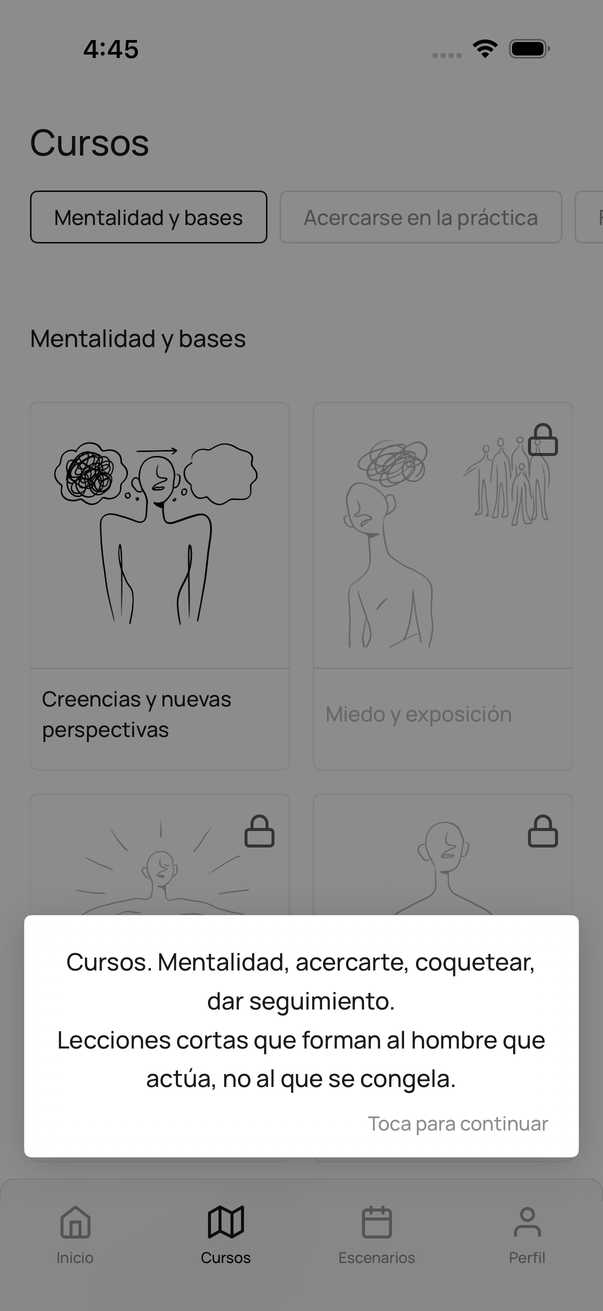 4:45
Cursos
Mentalidad y bases
Acercarse en la práctica
Mentalidad y bases
Creencias y nuevas
perspectivas
Miedo y exposición
Cursos. Mentalidad, acercarte, coquetear,
dar seguimiento.
Lecciones cortas que forman al hombre que
actúa, no al que se congela.
Toca para continuar
Inicio
Cursos
Escenarios
Perfil